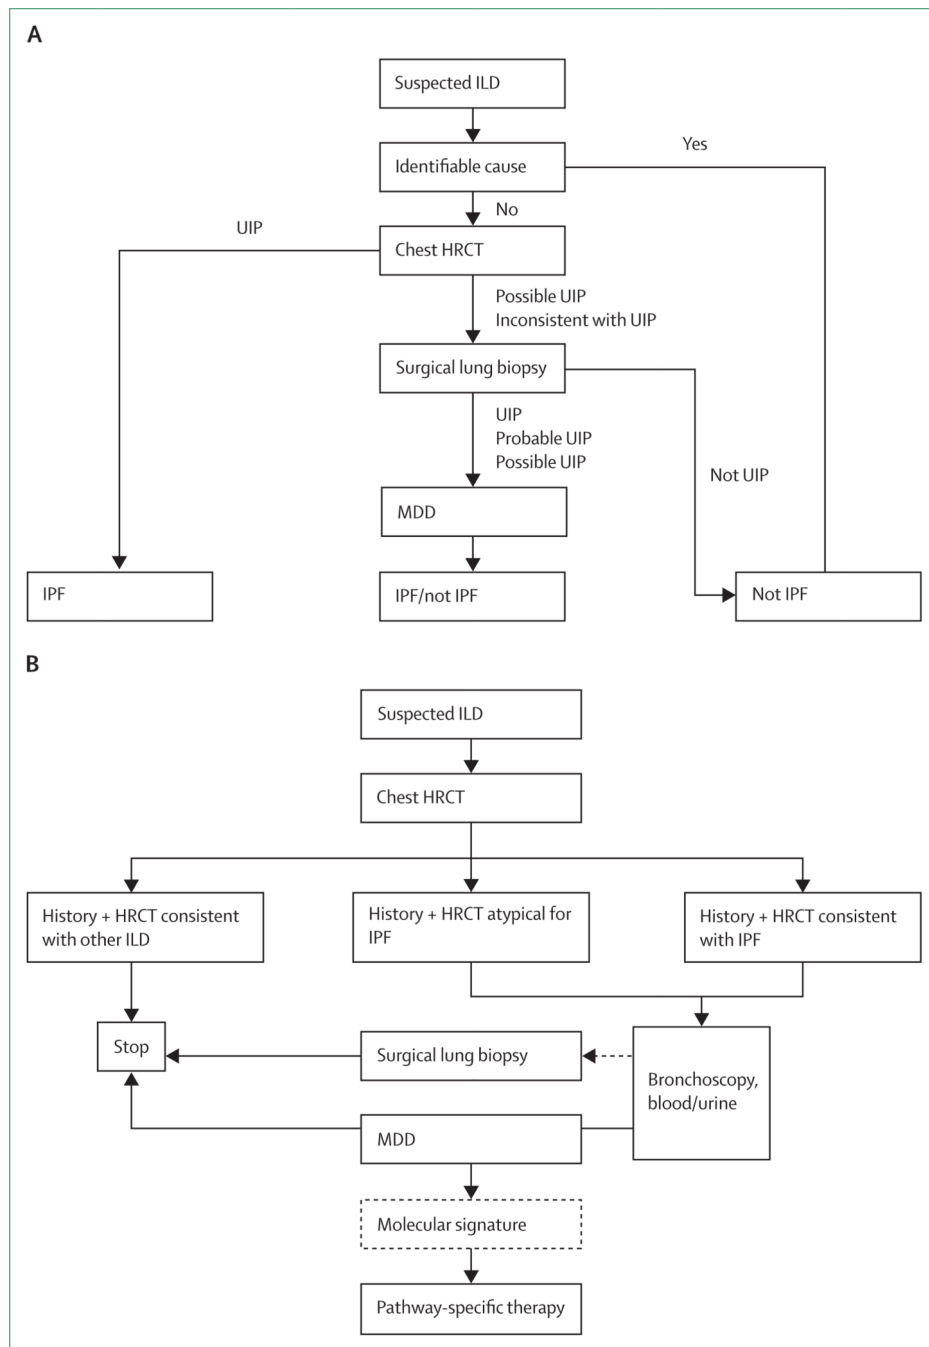 A
Suspected ILD
Identifiable cause
Yes
No
UIP
Chest HRCT
Possible UIP
Inconsistent with UIP
Surgical lung biopsy
UIP
Probable UIP
Possible UIP
Not UIP
MDD
IPF
IPF/not IPF
Not IPF
B
Suspected ILD
Chest HRCT
History + HRCT consistent
with other ILD
History + HRCT atypical for
IPF
History + HRCT consistent
with IPF
Stop
Surgical lung biopsy
Bronchoscopy,
blood/urine
MDD
Molecular signature
Pathway-specific therapy